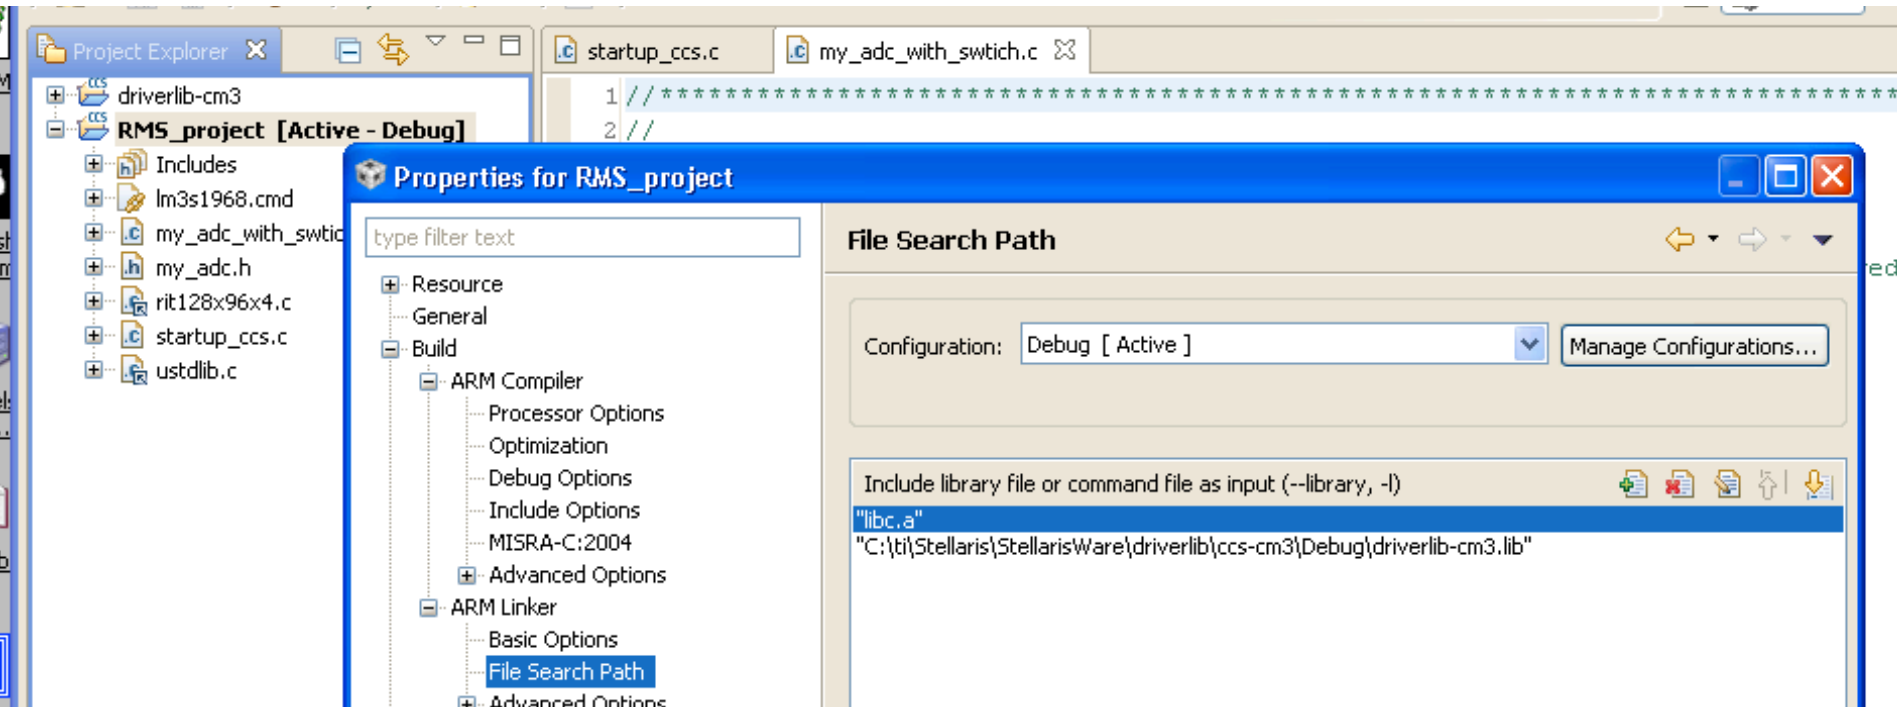 Project Explorer
startup_ccs.c
my_adc_with_swtich.c
driverlib-cm3
RMS_project [Active - Debug]
Includes
lm3s1968.cmd
my_adc_with_swtic
my_adc.h
rit128x96x4.c
startup_ccs.c
ustdlib.c
1 //******************************************************************************
2 //
red
Properties for RMS_project
type filter text
Resource
General
Build
ARM Compiler
Processor Options
Optimization
Debug Options
Include Options
MISRA-C:2004
Advanced Options
ARM Linker
Basic Options
File Search Path
Advanced Options
File Search Path
Configuration: Debug [ Active ] Manage Configurations...
Include library file or command file as input (--library, -l)
"libc.a"
"C:\ti\Stellaris\StellarisWare\driverlib\ccs-cm3\Debug\driverlib-cm3.lib"